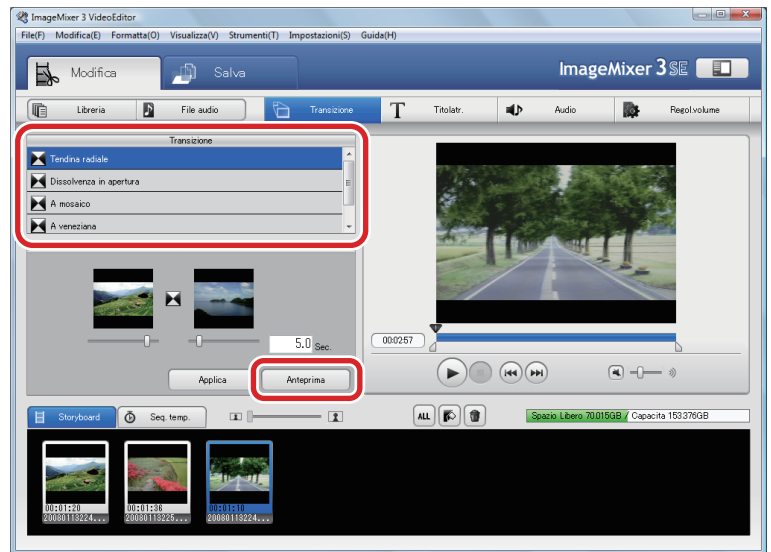 ImageMixer 3 VideoEditor
File(F) Modifica(E) Formatta(O) Visualizza(V) Strumenti(T) Impostazioni(S) Guida(H)
Modifica
Salva
ImageMixer 3 SE
Libreria
File audio
Transizione
Titolatr.
Audio
Regol.volume
Transizione
Tendina radiale
Dissolvenza in apertura
A mosaico
A veneziana
5.0 Sec.
Applica
Anteprima
00:02:57
Storyboard
Seq. temp.
ALL
Spazio Libero 70.015GB / Capacita 153.376GB
00:01:20
20080113224...
00:01:36
20080113225...
00:01:10
20080113224...